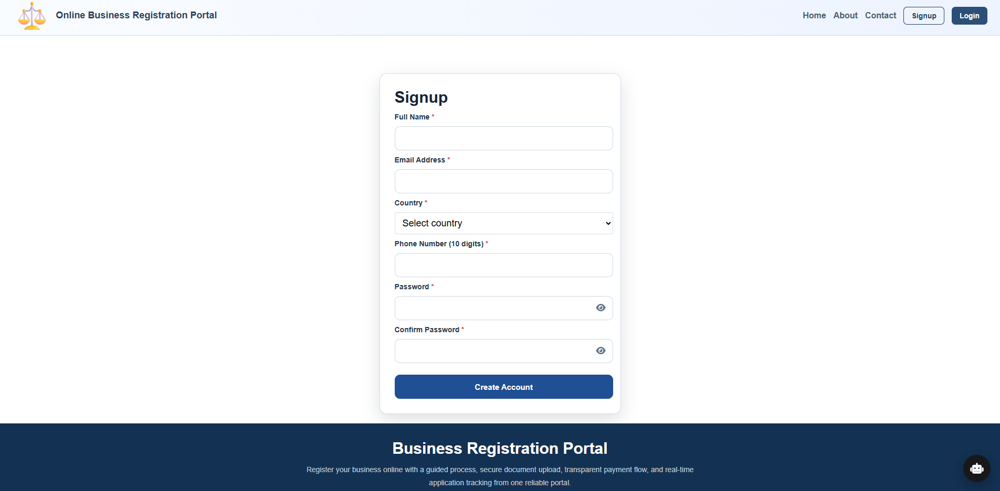 Online Business Registration Portal
Home About Contact Signup Login
Signup
Full Name *
Email Address *
Country *
Select country
Phone Number (10 digits) *
Password *
Confirm Password *
Create Account
Business Registration Portal
Register your business online with a guided process, secure document upload, transparent payment flow, and real-time
application tracking from one reliable portal.